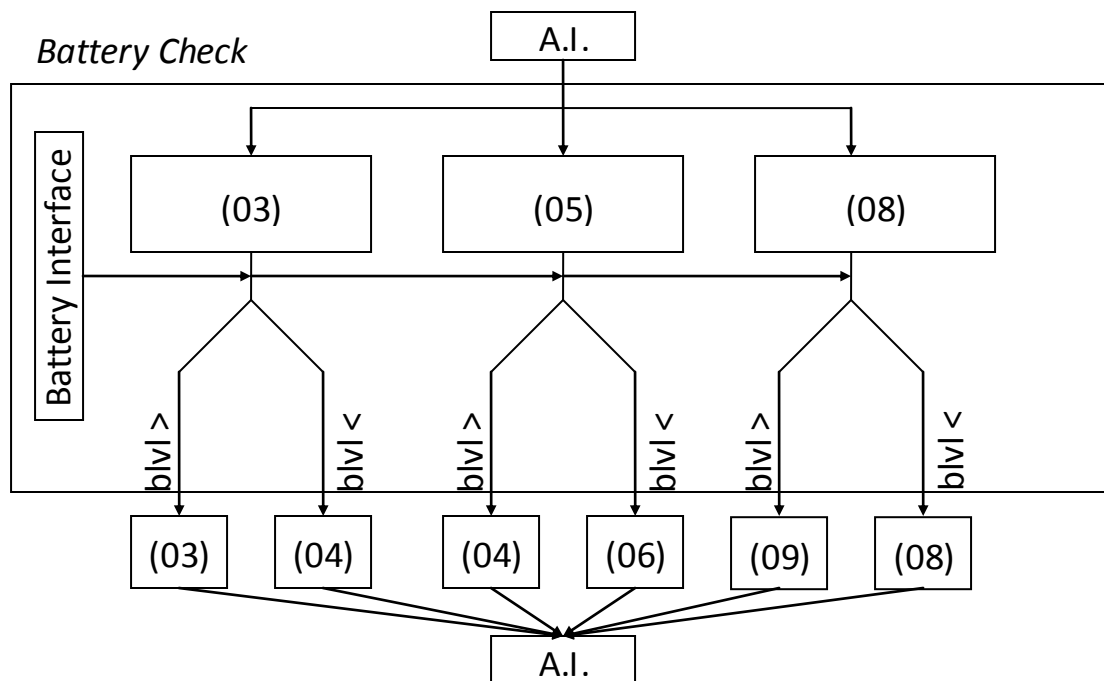 A.I.
Battery Check
Battery Interface
(03)
(05)
(08)
blvl >
blvl <
blvl >
blvl <
blvl >
blvl <
(03)
(04)
(04)
(06)
(09)
(08)
A.I.